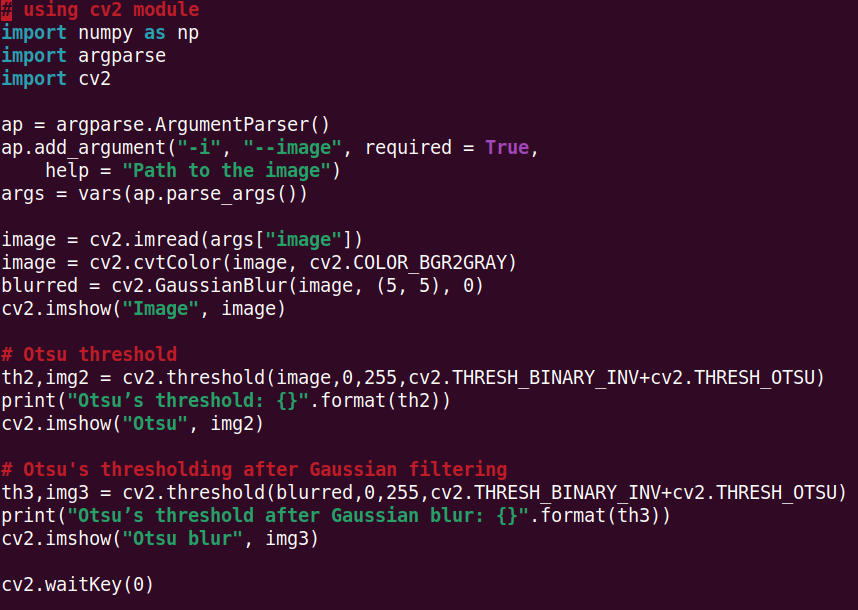 # using cv2 module
import numpy as np
import argparse
import cv2

ap = argparse.ArgumentParser()
ap.add_argument("-i", "--image", required = True,
    help = "Path to the image")
args = vars(ap.parse_args())

image = cv2.imread(args["image"])
image = cv2.cvtColor(image, cv2.COLOR_BGR2GRAY)
blurred = cv2.GaussianBlur(image, (5, 5), 0)
cv2.imshow("Image", image)

# Otsu threshold
th2,img2 = cv2.threshold(image,0,255,cv2.THRESH_BINARY_INV+cv2.THRESH_OTSU)
print("Otsu’s threshold: {}".format(th2))
cv2.imshow("Otsu", img2)

# Otsu's thresholding after Gaussian filtering
th3,img3 = cv2.threshold(blurred,0,255,cv2.THRESH_BINARY_INV+cv2.THRESH_OTSU)
print("Otsu’s threshold after Gaussian blur: {}".format(th3))
cv2.imshow("Otsu blur", img3)

cv2.waitKey(0)